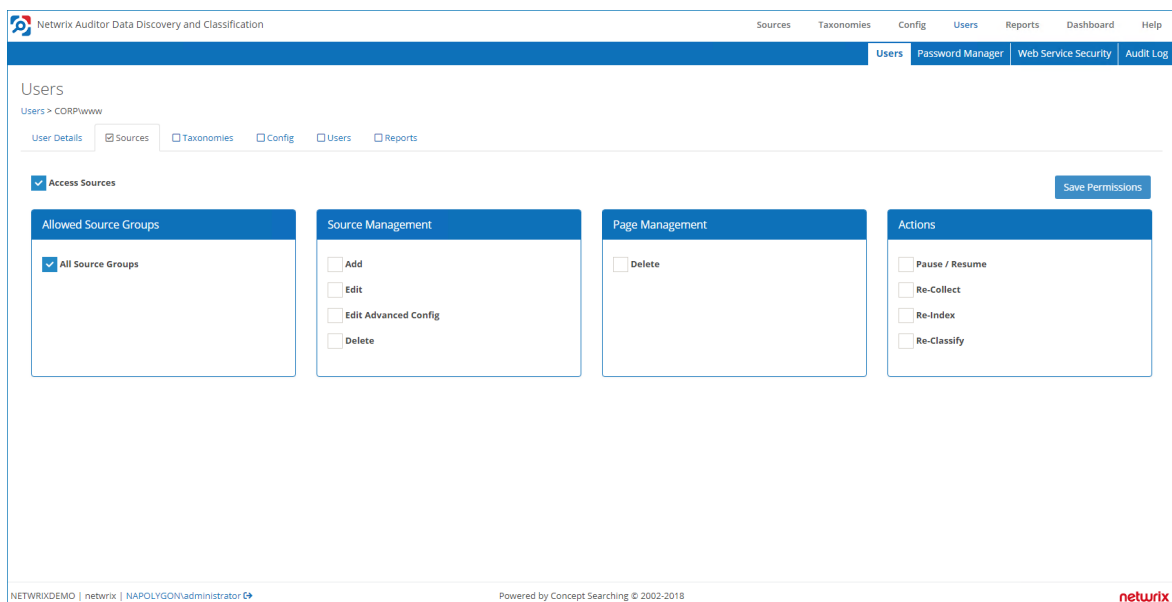 Netwrix Auditor Data Discovery and Classification
Sources Taxonomies Config Users Reports Dashboard Help
Users Password Manager Web Service Security Audit Log
Users
Users > CORP\www
User Details Sources Taxonomies Config Users Reports
Access Sources
Save Permissions
Allowed Source Groups
All Source Groups
Source Management
Add
Edit
Edit Advanced Config
Delete
Page Management
Delete
Actions
Pause / Resume
Re-Collect
Re-Index
Re-Classify
NETWRIXDEMO | netwrix | NAPOLYGON\administrator
Powered by Concept Searching © 2002-2018
netwrix